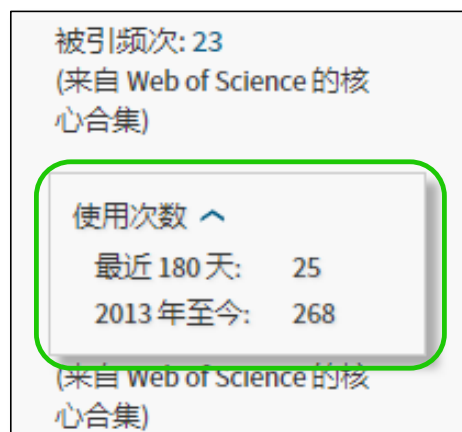 被引频次: 23
(来自 Web of Science 的核
心合集)
使用次数
最近 180 天: 25
2013 年至今: 268
(来自 Web of Science 的核
心合集)